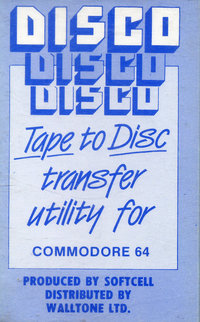 DISCO
DISCO
DISCO
Tape to Disc
transfer
utility for
COMMODORE 64
PRODUCED BY SOFTCELL
DISTRIBUTED BY
WALLTONE LTD.